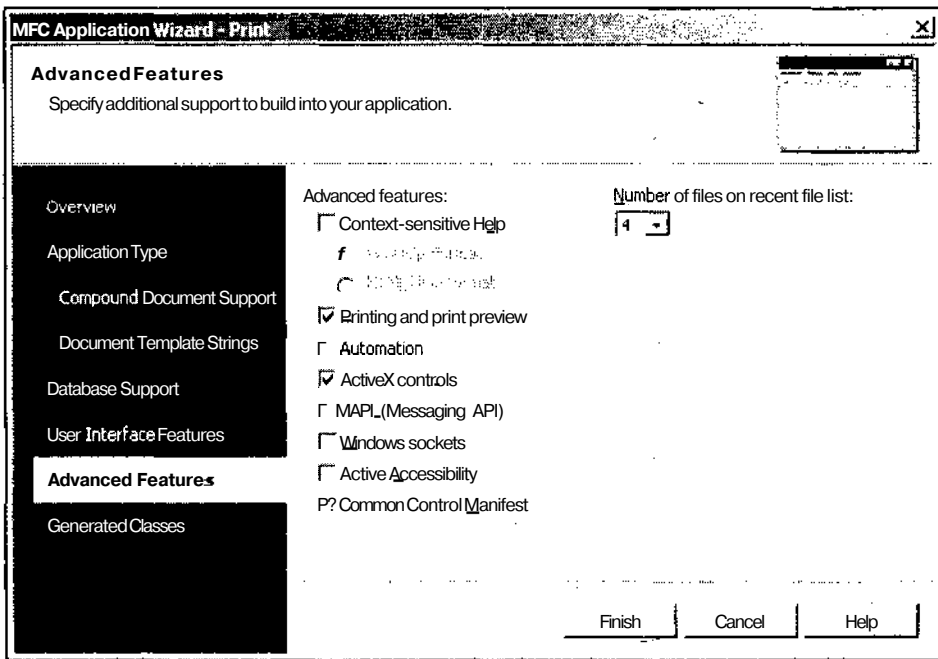 MFC Application Wizard - Print
Advanced Features
Specify additional support to build into your application.
Overview
Application Type
Compound Document Support
Document Template Strings
Database Support
User Interface Features
Advanced Features
Generated Classes
Advanced features:
Context-sensitive Help
Printing and print preview
Automation
ActiveX controls
MAPI (Messaging API)
Windows sockets
Active Accessibility
Common Control Manifest
Number of files on recent file list:
4
Finish
Cancel
Help